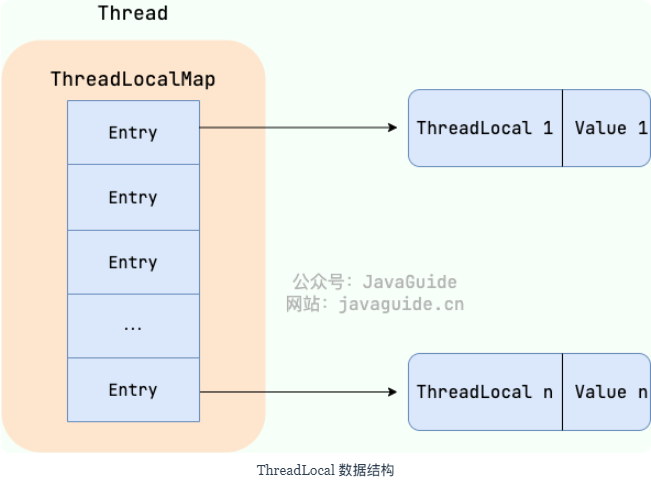 Thread
ThreadLocalMap
Entry
ThreadLocal 1
Value 1
Entry
Entry
公众号：JavaGuide
网站：javaguide.cn
...
Entry
ThreadLocal n
Value n
ThreadLocal 数据结构